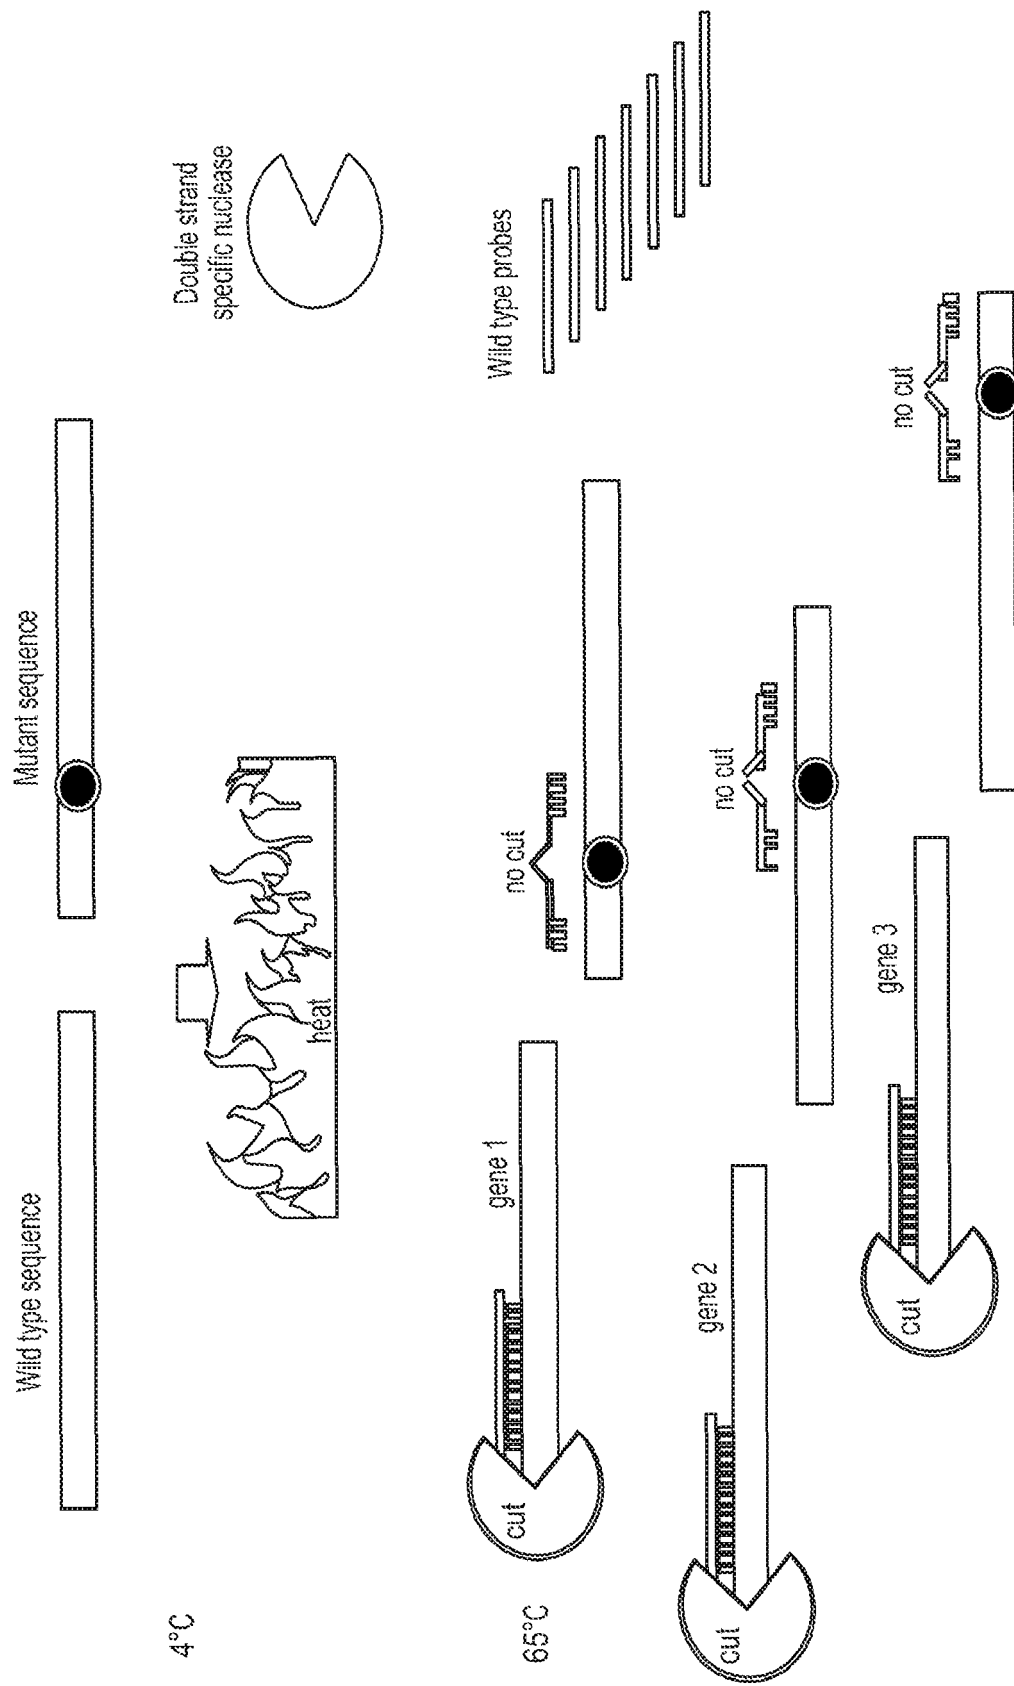 Wild type sequence
Mutant sequence
4°C
Double strand
specific nuclease
heat
65°C
Wild type probes
gene 1
cut
no cut
gene 2
cut
no cut
gene 3
cut
no cut